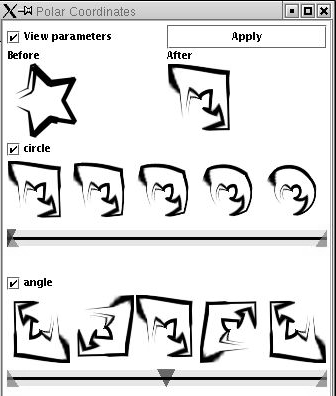 Polar Coordinates
View parameters
Apply
Before
After
circle
angle